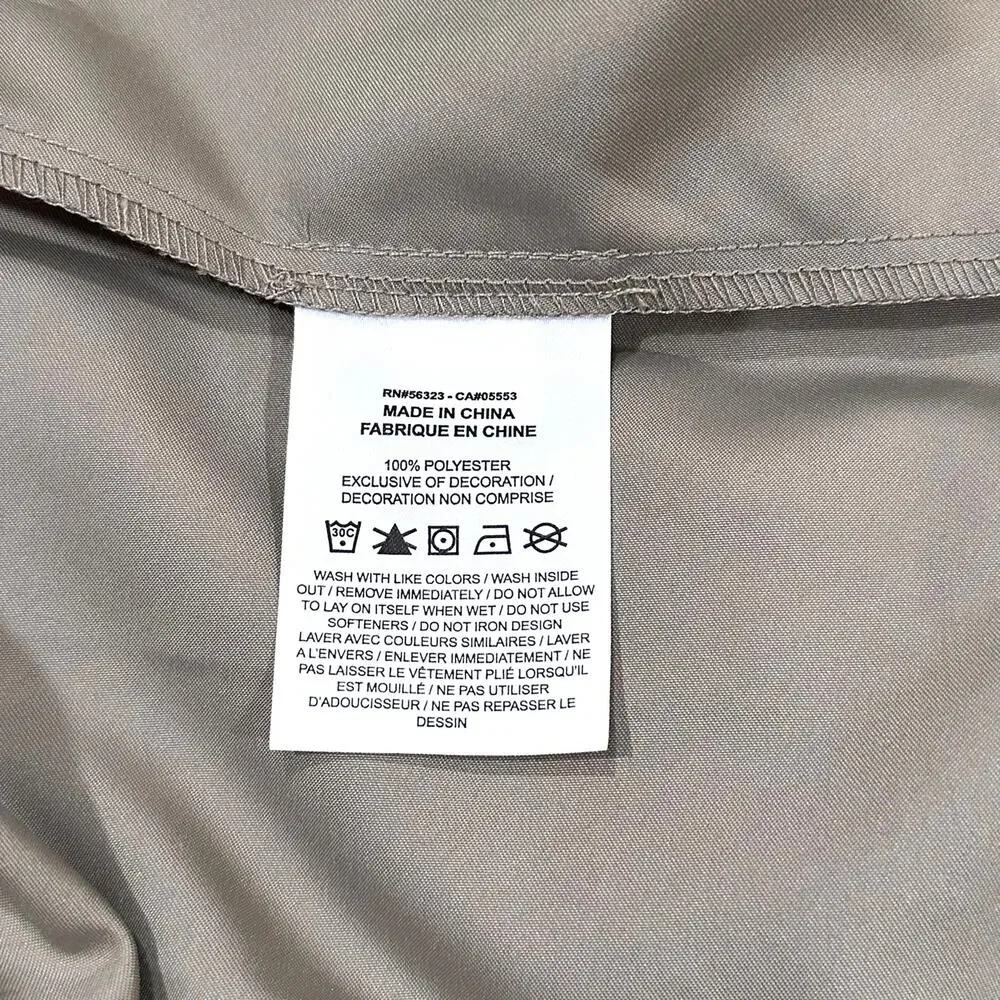 RN#56323 - CA#05553
MADE IN CHINA
FABRIQUE EN CHINE
100% POLYESTER
EXCLUSIVE OF DECORATION /
DECORATION NON COMPRISE
30C
WASH WITH LIKE COLORS / WASH INSIDE
OUT / REMOVE IMMEDIATELY / DO NOT ALLOW
TO LAY ON ITSELF WHEN WET / DO NOT USE
SOFTENERS / DO NOT IRON DESIGN
LAVER AVEC COULEURS SIMILAIRES / LAVER
A L'ENVERS / ENLEVER IMMEDIATEMENT / NE
PAS LAISSER LE VÊTEMENT PLIÉ LORSQU'IL
EST MOUILLÉ / NE PAS UTILISER
D'ADOUCISSEUR / NE PAS REPASSER LE
DESSIN